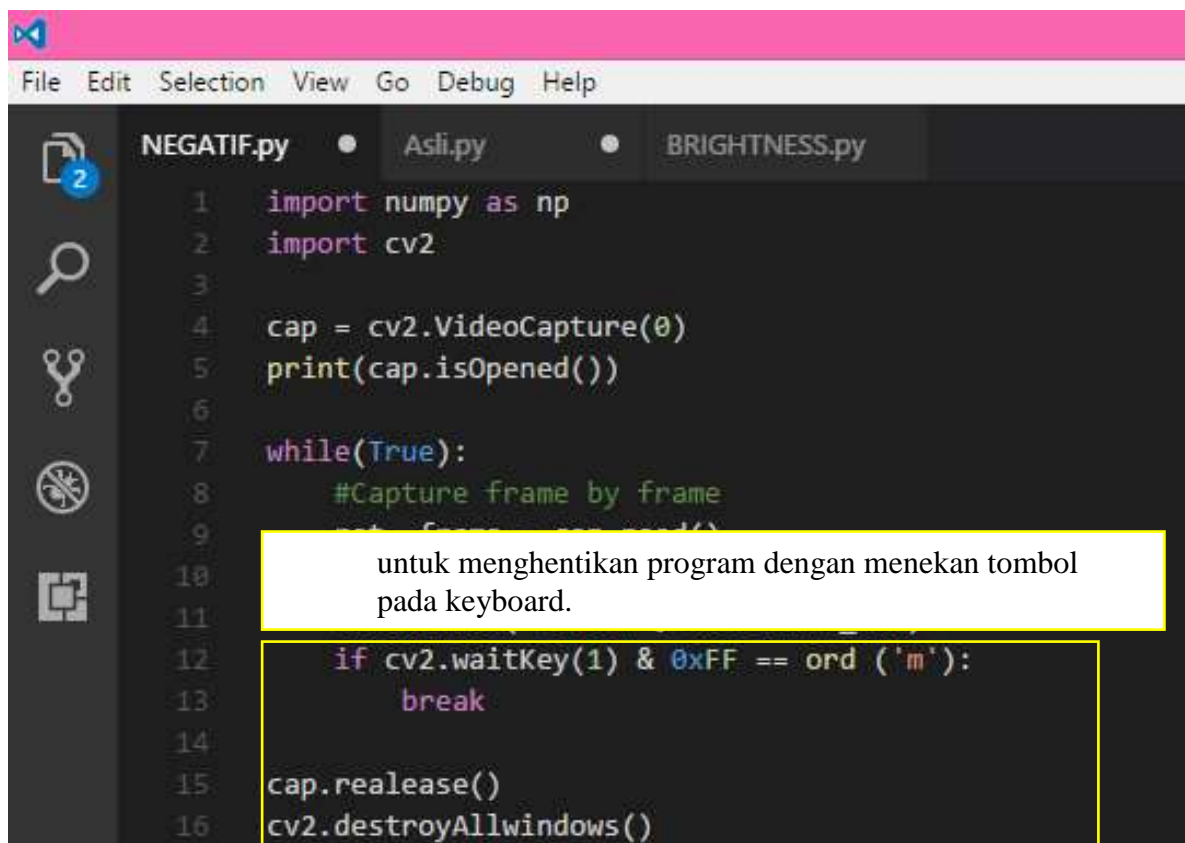 File Edit Selection View Go Debug Help
NEGATIF.py Asli.py BRIGHTNESS.py
2
1 import numpy as np
2 import cv2
3
4 cap = cv2.VideoCapture(0)
5 print(cap.isOpened())
6
7 while(True):
8 #Capture frame by frame
9
untuk menghentikan program dengan menekan tombol
10
pada keyboard.
11
12 if cv2.waitKey(1) & 0xFF == ord ('m'):
13 break
14
15 cap.realease()
16 cv2.destroyAllwindows()